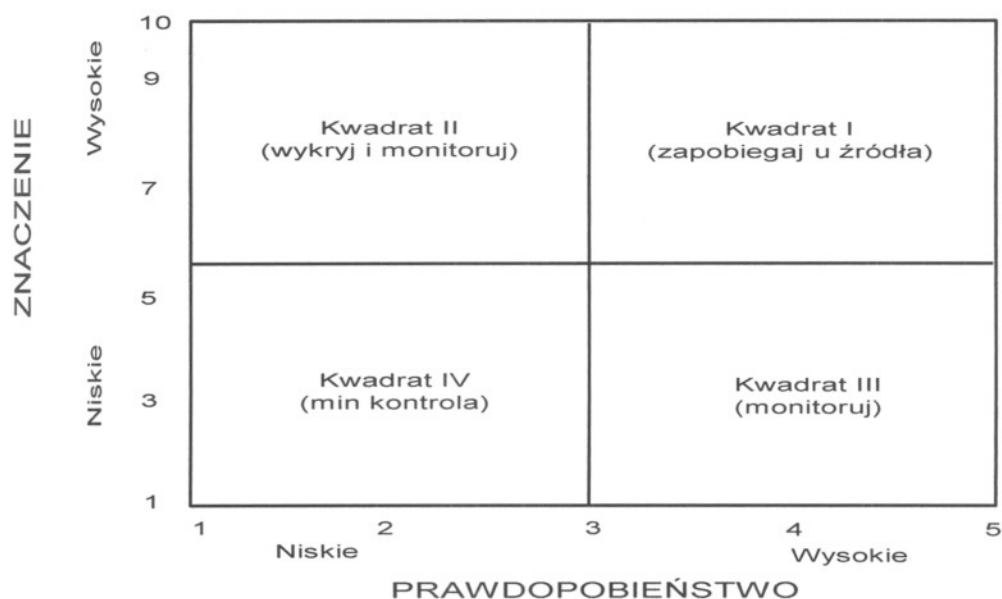 ZNACZENIE
Wysokie
Niskie
10
9
7
5
3
1
Kwadrat II
(wykryj i monitoruj)
Kwadrat I
(zapobiegaj u źródła)
Kwadrat IV
(min kontrola)
Kwadrat III
(monitoruj)
1 2 3 4 5
Niskie Wysokie
PRAWDOPOBIEŃSTWO